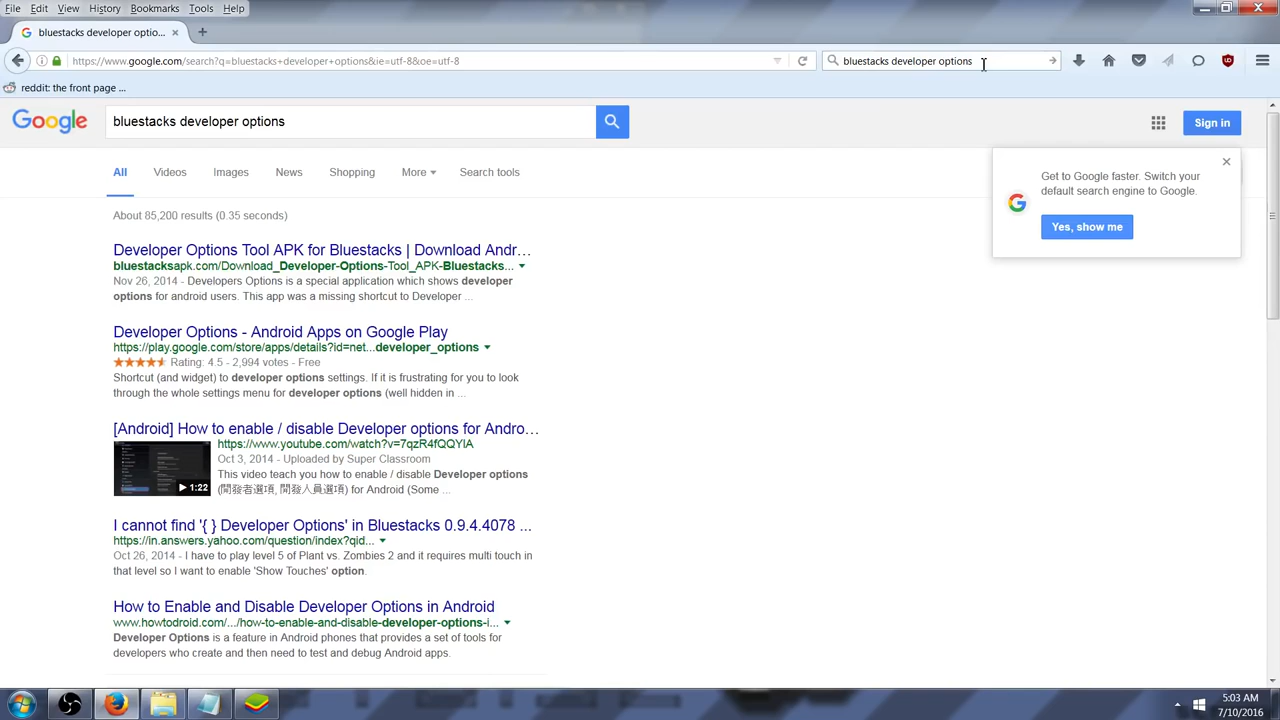 File Edit View History Bookmarks Tools Help
bluestacks developer optio...
https://www.google.com/search?q=bluestacks+developer+options&ie=utf-8&oe=utf-8
bluestacks developer options
reddit: the front page ...
Google
bluestacks developer options
Sign in
All Videos Images News Shopping More Search tools
Get to Google faster. Switch your
default search engine to Google.
Yes, show me
About 85,200 results (0.35 seconds)
Developer Options Tool APK for Bluestacks | Download Andr...
bluestacksapk.com/Download_Developer-Options-Tool_APK-Bluestacks...
Nov 26, 2014 - Developers Options is a special application which shows developer
options for android users. This app was a missing shortcut to Developer ...
Developer Options - Android Apps on Google Play
https://play.google.com/store/apps/details?id=net...developer_options
Rating: 4.5 - 2,994 votes - Free
Shortcut (and widget) to developer options settings. If it is frustrating for you to look
through the whole settings menu for developer options (well hidden in ...
[Android] How to enable / disable Developer options for Andro...
https://www.youtube.com/watch?v=7qzR4fQQYlA
Oct 3, 2014 - Uploaded by Super Classroom
This video teach you how to enable / disable Developer options
(開發者選項, 開發人員選項) for Android (Some ...
1:22
I cannot find '{ } Developer Options' in Bluestacks 0.9.4.4078 ...
https://in.answers.yahoo.com/question/index?qid...
Oct 26, 2014 - I have to play level 5 of Plant vs. Zombies 2 and it requires multi touch in
that level so I want to enable 'Show Touches' option.
How to Enable and Disable Developer Options in Android
www.howtodroid.com/.../how-to-enable-and-disable-developer-options-i...
Developer Options is a feature in Android phones that provides a set of tools for
developers who create and then need to test and debug Android apps.
5:03 AM
7/10/2016